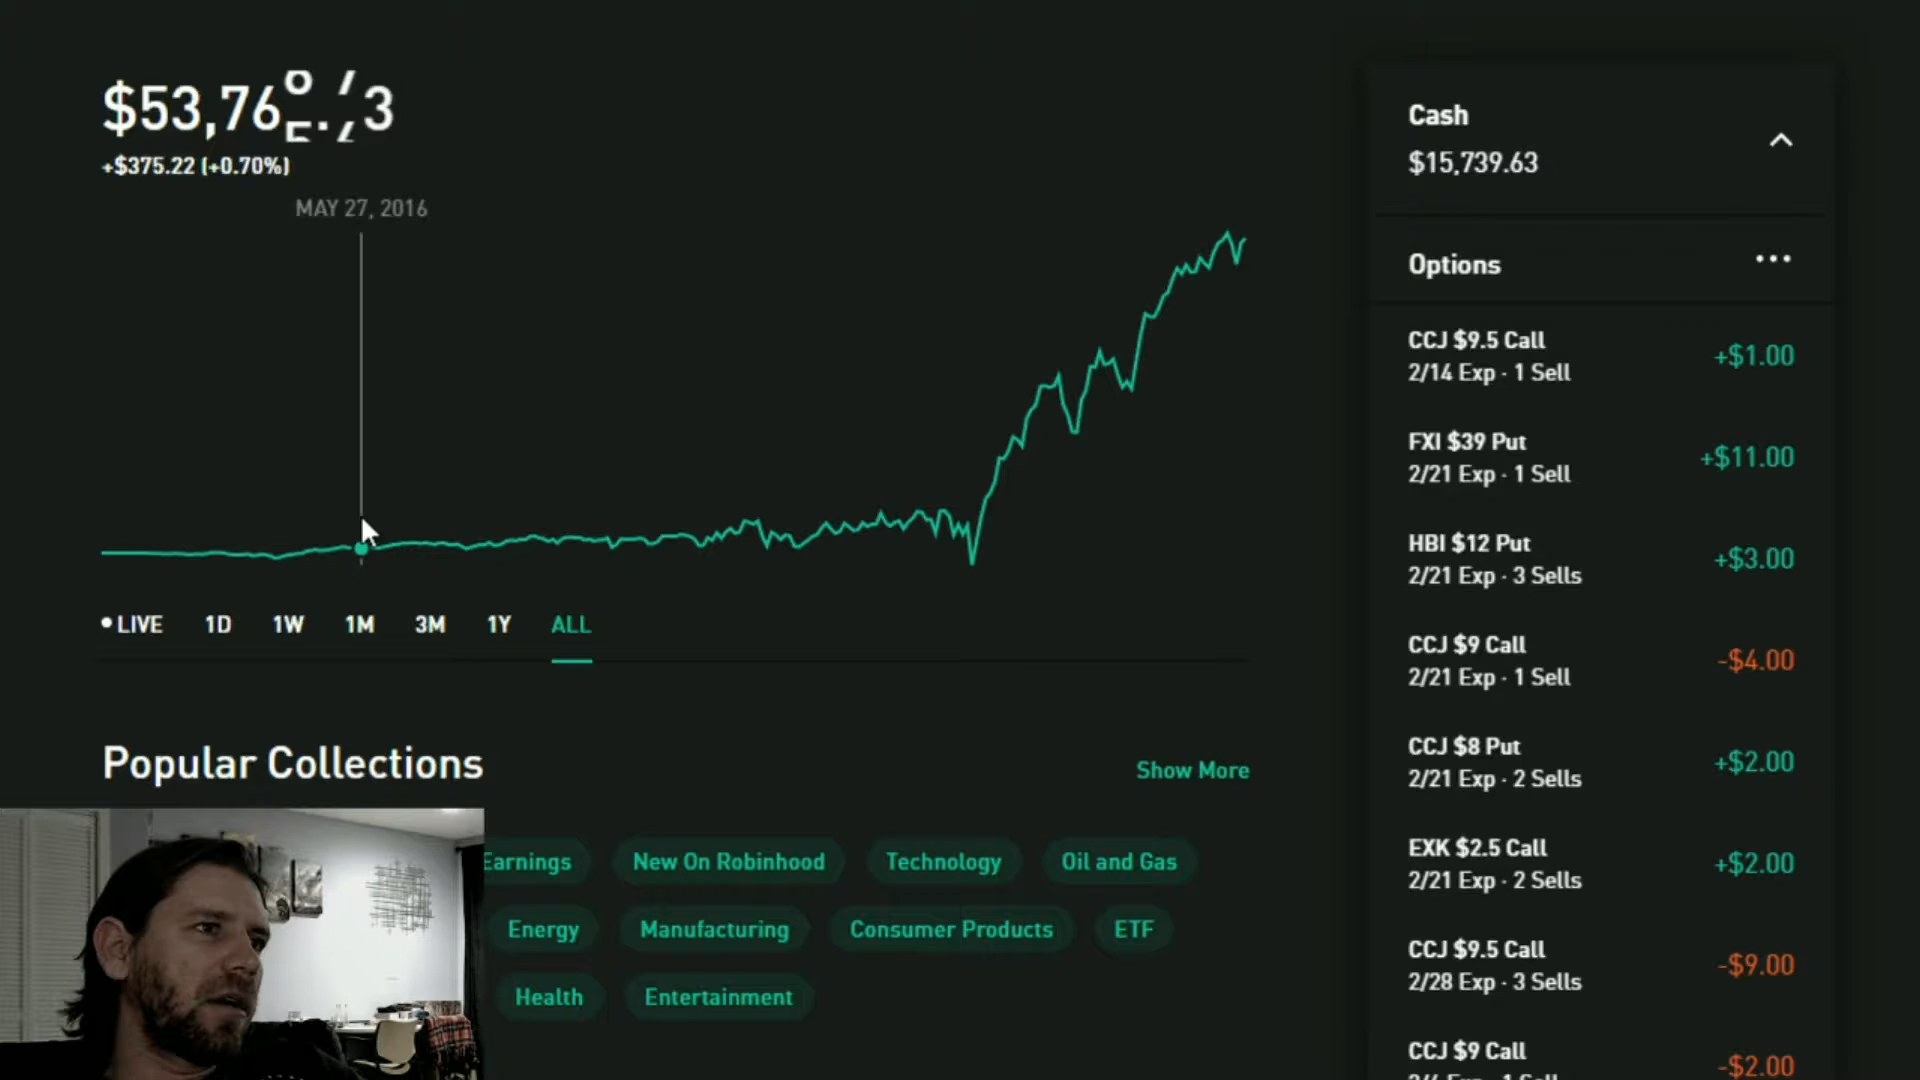 +$375.22 (+0.70%)
MAY 27, 2016
LIVE 1D 1W 1M 3M 1Y ALL
Popular Collections
Show More
Earnings New On Robinhood Technology Oil and Gas
Energy Manufacturing Consumer Products ETF
Health Entertainment
Cash
$15,739.63
Options
CCJ $9.5 Call
2/14 Exp · 1 Sell
+$1.00
FXI $39 Put
2/21 Exp · 1 Sell
+$11.00
HBI $12 Put
2/21 Exp · 3 Sells
+$3.00
CCJ $9 Call
2/21 Exp · 1 Sell
-$4.00
CCJ $8 Put
2/21 Exp · 2 Sells
+$2.00
EXK $2.5 Call
2/21 Exp · 2 Sells
+$2.00
CCJ $9.5 Call
2/28 Exp · 3 Sells
-$9.00
CCJ $9 Call
-$2.00